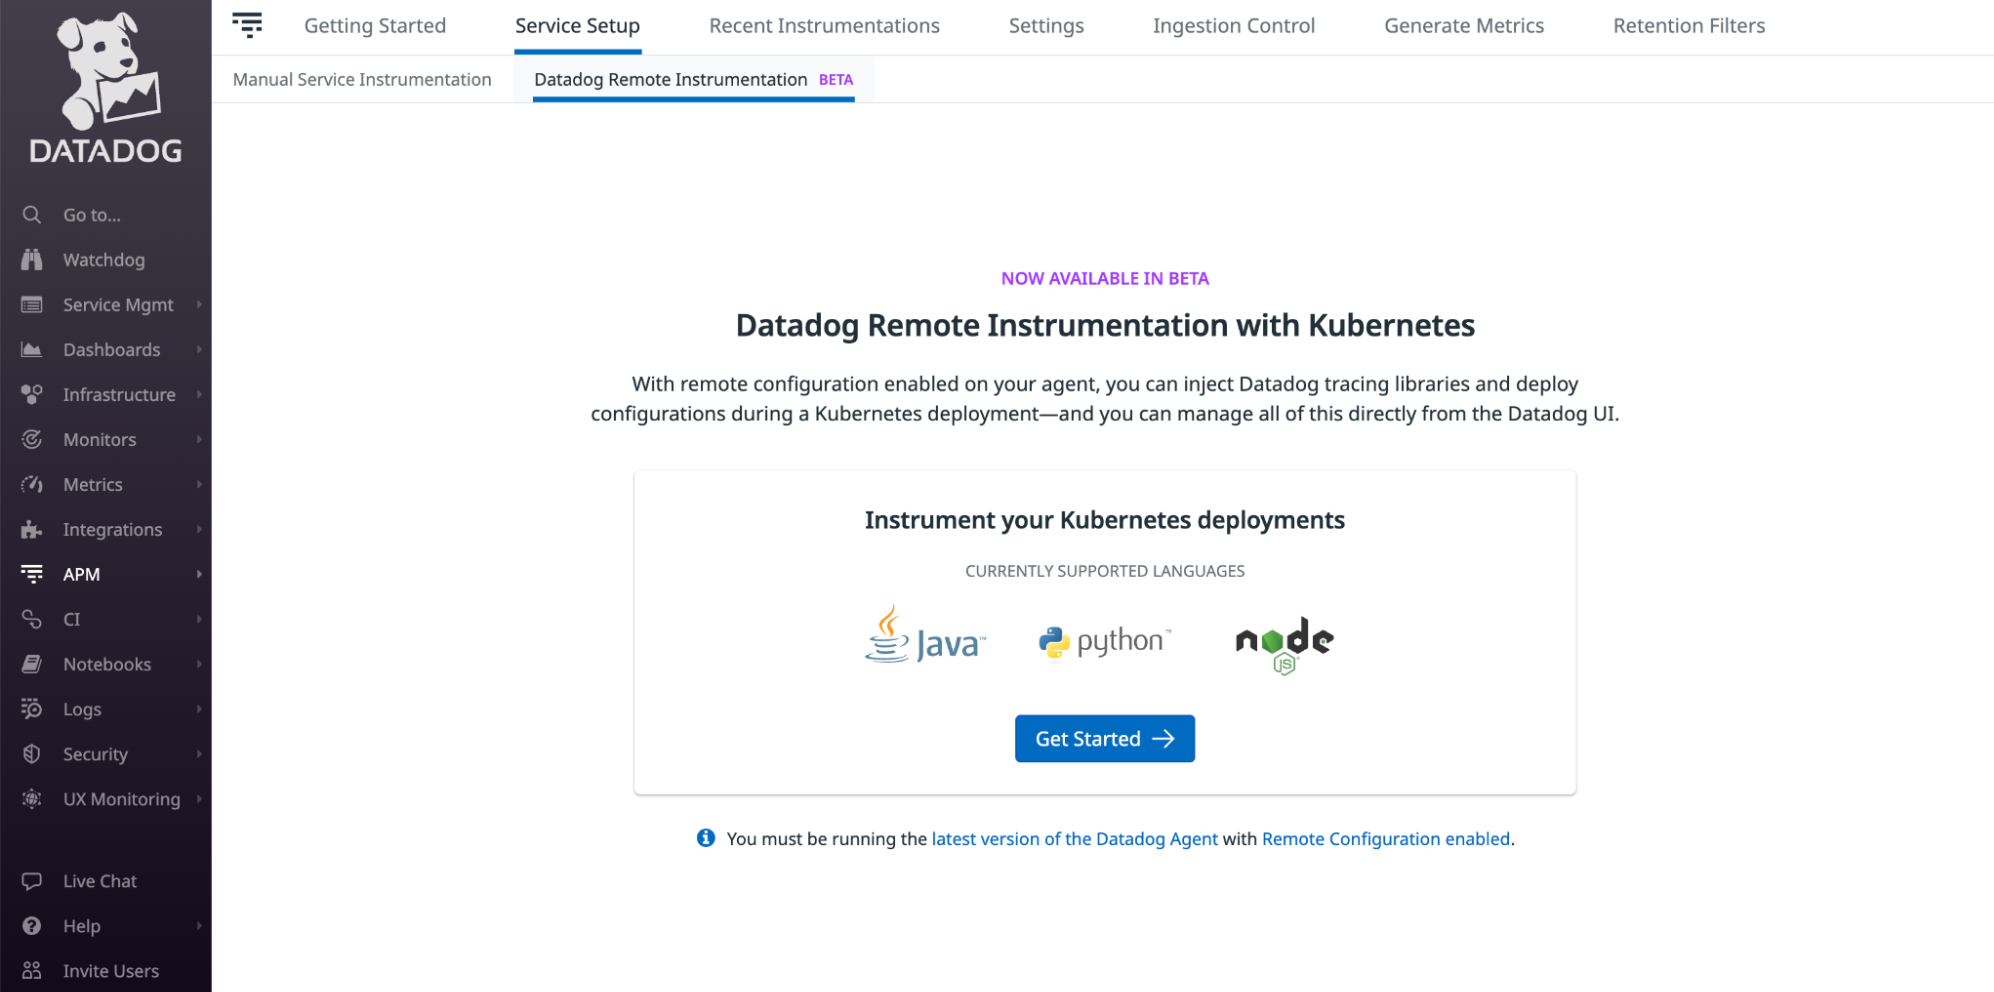 DATADOG
Go to...
Watchdog
Service Mgmt
Dashboards
Infrastructure
Monitors
Metrics
Integrations
APM
CI
Notebooks
Logs
Security
UX Monitoring
Live Chat
Help
Invite Users
Getting Started
Service Setup
Recent Instrumentations
Settings
Ingestion Control
Generate Metrics
Retention Filters
Manual Service Instrumentation
Datadog Remote Instrumentation BETA
NOW AVAILABLE IN BETA
Datadog Remote Instrumentation with Kubernetes
With remote configuration enabled on your agent, you can inject Datadog tracing libraries and deploy
configurations during a Kubernetes deployment—and you can manage all of this directly from the Datadog UI.
Instrument your Kubernetes deployments
CURRENTLY SUPPORTED LANGUAGES
Java™
python™
node
JS
Get Started →
You must be running the latest version of the Datadog Agent with Remote Configuration enabled.